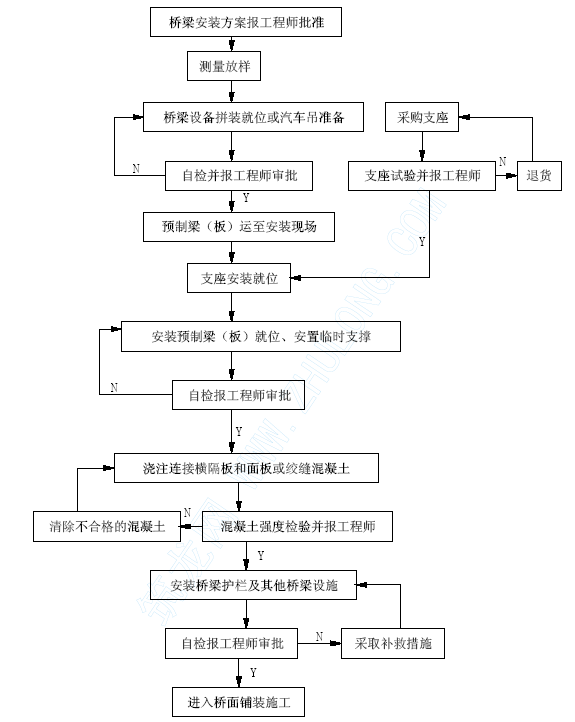 桥梁安装方案报工程师批准
测量放样
桥梁设备拼装就位或汽车吊准备
采购支座
N
自检并报工程师审批
支座试验并报工程师
N
退货
Y
预制梁（板）运至安装现场
Y
支座安装就位
安装预制梁（板）就位、安置临时支撑
N
自检报工程师审批
Y
浇注连接横隔板和面板或绞缝混凝土
清除不合格的混凝土
N
混凝土强度检验并报工程师
Y
安装桥梁护栏及其他桥梁设施
自检报工程师审批
N
采取补救措施
Y
进入桥面铺装施工
筑龙网 WWW.ZHULONG.COM